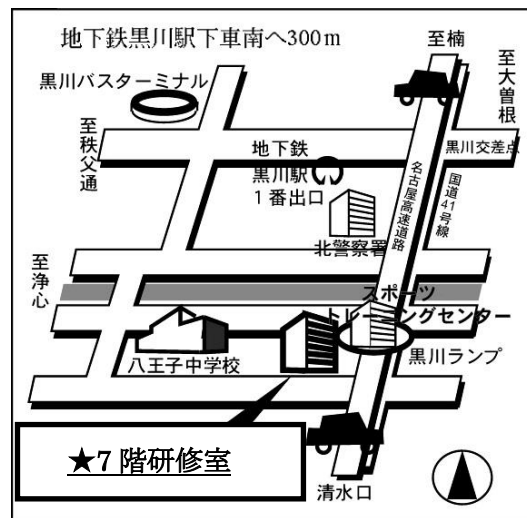 地下鉄黒川駅下車南へ300m
至楠
至大曽根
黒川バスターミナル
至秩父通
地下鉄
黒川駅
1番出口
黒川交差点
名古屋高速道路
国道41号線
北警察署
至浄心
スポーツ
トレーニングセンター
八王子中学校
黒川ランプ
★7階研修室
清水口